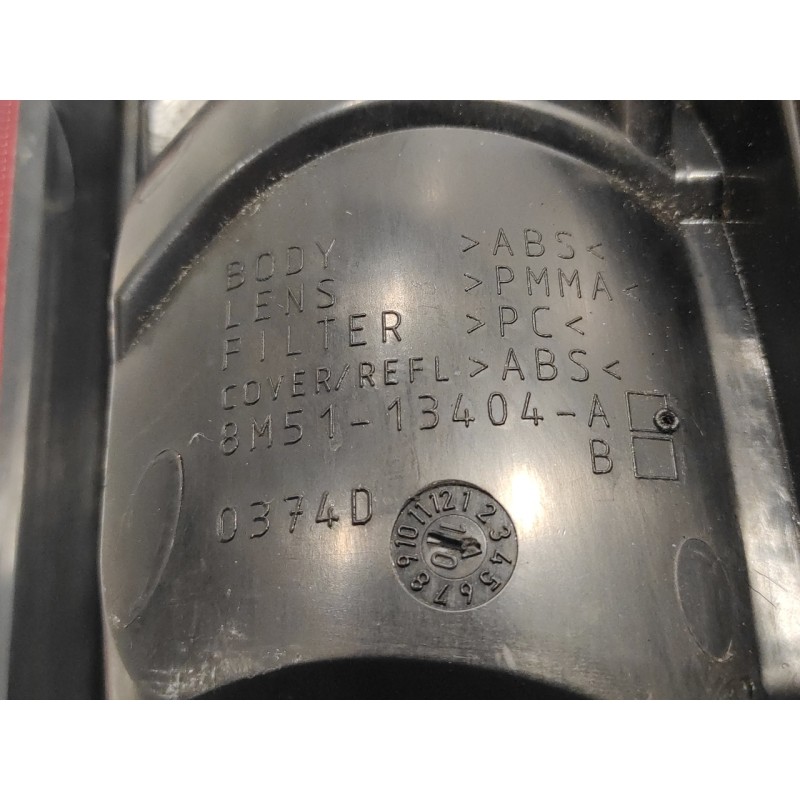 BODY >ABS<
LENS >PMMA<
FILTER >PC<
COVER/REFL >ABS<
8M51-13404-A
B
0374D
1 2 3 4 5 6 7 8 9 10 11 12
10